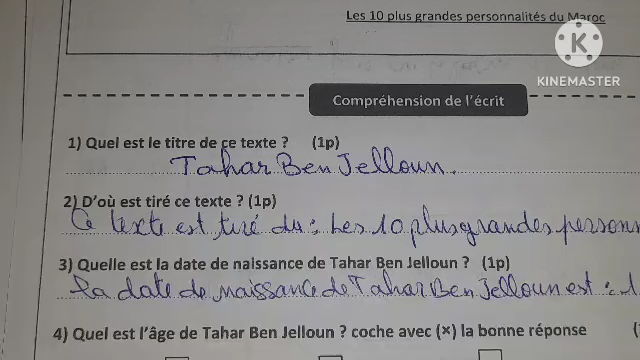 Les 10 plus grandes personnalités du Maroc
KINEMASTER
Compréhension de l'écrit
1) Quel est le titre de ce texte ? (1p)
Tahar Ben Jelloun.
2) D'où est tiré ce texte ? (1p)
Ce texte est tiré du : Les 10 plus grandes person
3) Quelle est la date de naissance de Tahar Ben Jelloun ? (1p)
la date de naissance de Tahar Ben Jelloun est : 1
4) Quel est l'âge de Tahar Ben Jelloun ? coche avec (×) la bonne réponse